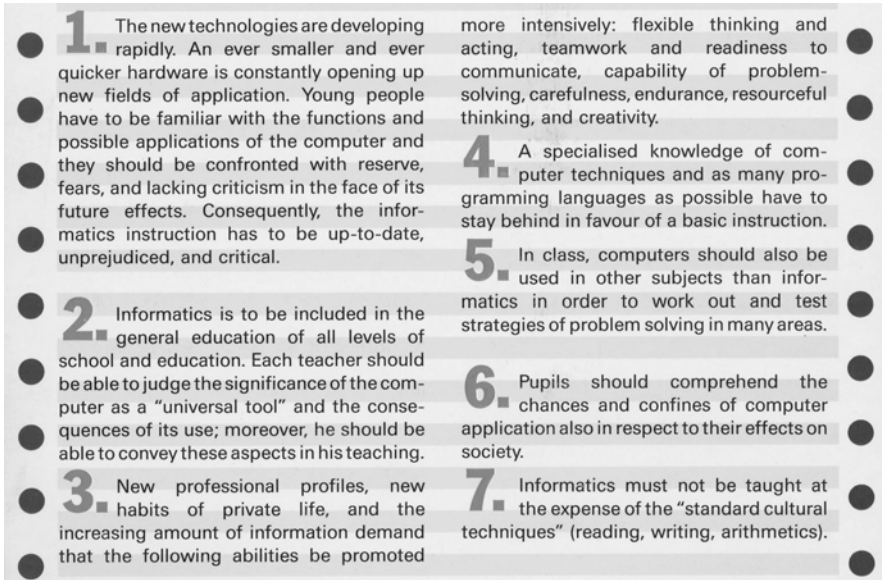 1. The new technologies are developing
rapidly. An ever smaller and ever
quicker hardware is constantly opening up
new fields of application. Young people
have to be familiar with the functions and
possible applications of the computer and
they should be confronted with reserve,
fears, and lacking criticism in the face of its
future effects. Consequently, the infor-
matics instruction has to be up-to-date,
unprejudiced, and critical.
2. Informatics is to be included in the
general education of all levels of
school and education. Each teacher should
be able to judge the significance of the com-
puter as a “universal tool” and the conse-
quences of its use; moreover, he should be
able to convey these aspects in his teaching.
3. New professional profiles, new
habits of private life, and the
increasing amount of information demand
that the following abilities be promoted
more intensively: flexible thinking and
acting, teamwork and readiness to
communicate, capability of problem-
solving, carefulness, endurance, resourceful
thinking, and creativity.
4. A specialised knowledge of com-
puter techniques and as many pro-
gramming languages as possible have to
stay behind in favour of a basic instruction.
5. In class, computers should also be
used in other subjects than infor-
matics in order to work out and test
strategies of problem solving in many areas.
6. Pupils should comprehend the
chances and confines of computer
application also in respect to their effects on
society.
7. Informatics must not be taught at
the expense of the “standard cultural
techniques” (reading, writing, arithmetics).